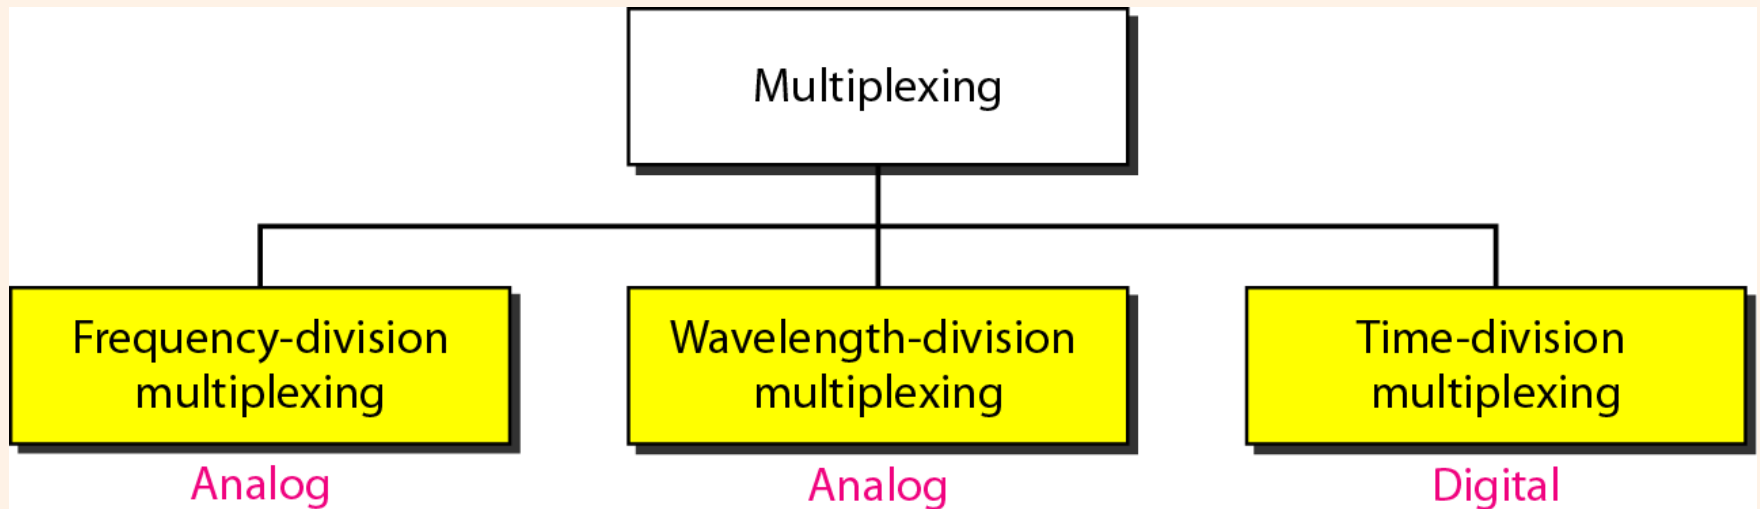 Multiplexing
Frequency-division
multiplexing
Wavelength-division
multiplexing
Time-division
multiplexing
Analog
Analog
Digital